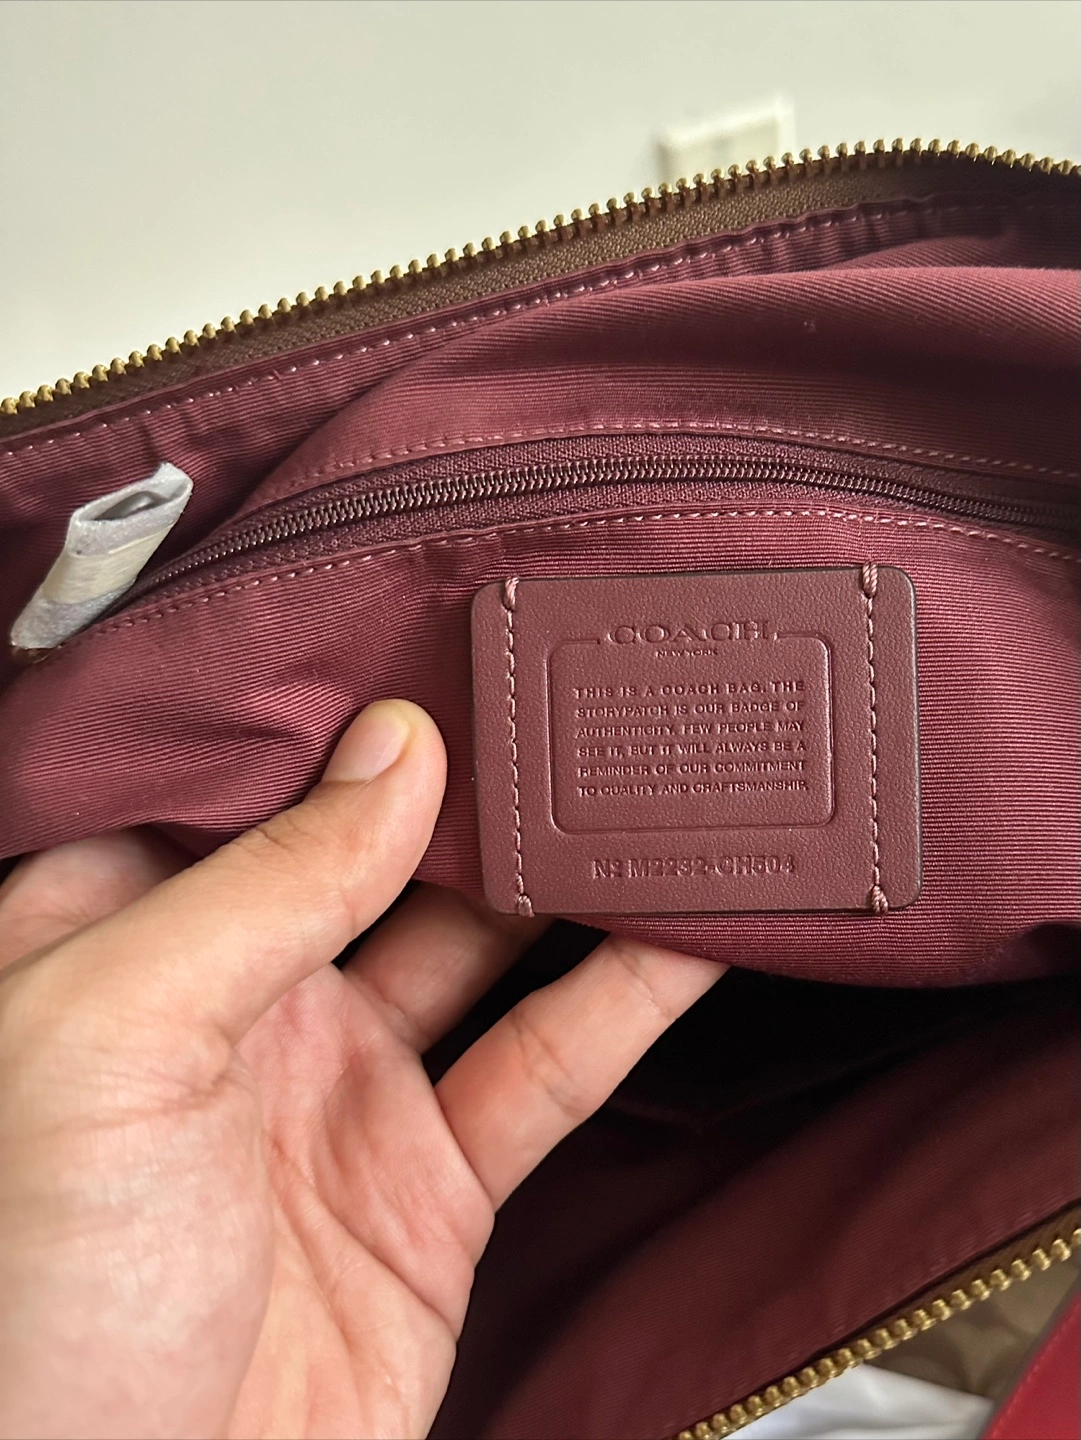 COACH
NEW YORK
THIS IS A COACH BAG. THE
STORYPATCH IS OUR BADGE OF
AUTHENTICITY. FEW PEOPLE MAY
SEE IT, BUT IT WILL ALWAYS BE A
REMINDER OF OUR COMMITMENT
TO QUALITY AND CRAFTSMANSHIP.
Nº M2232-CH504